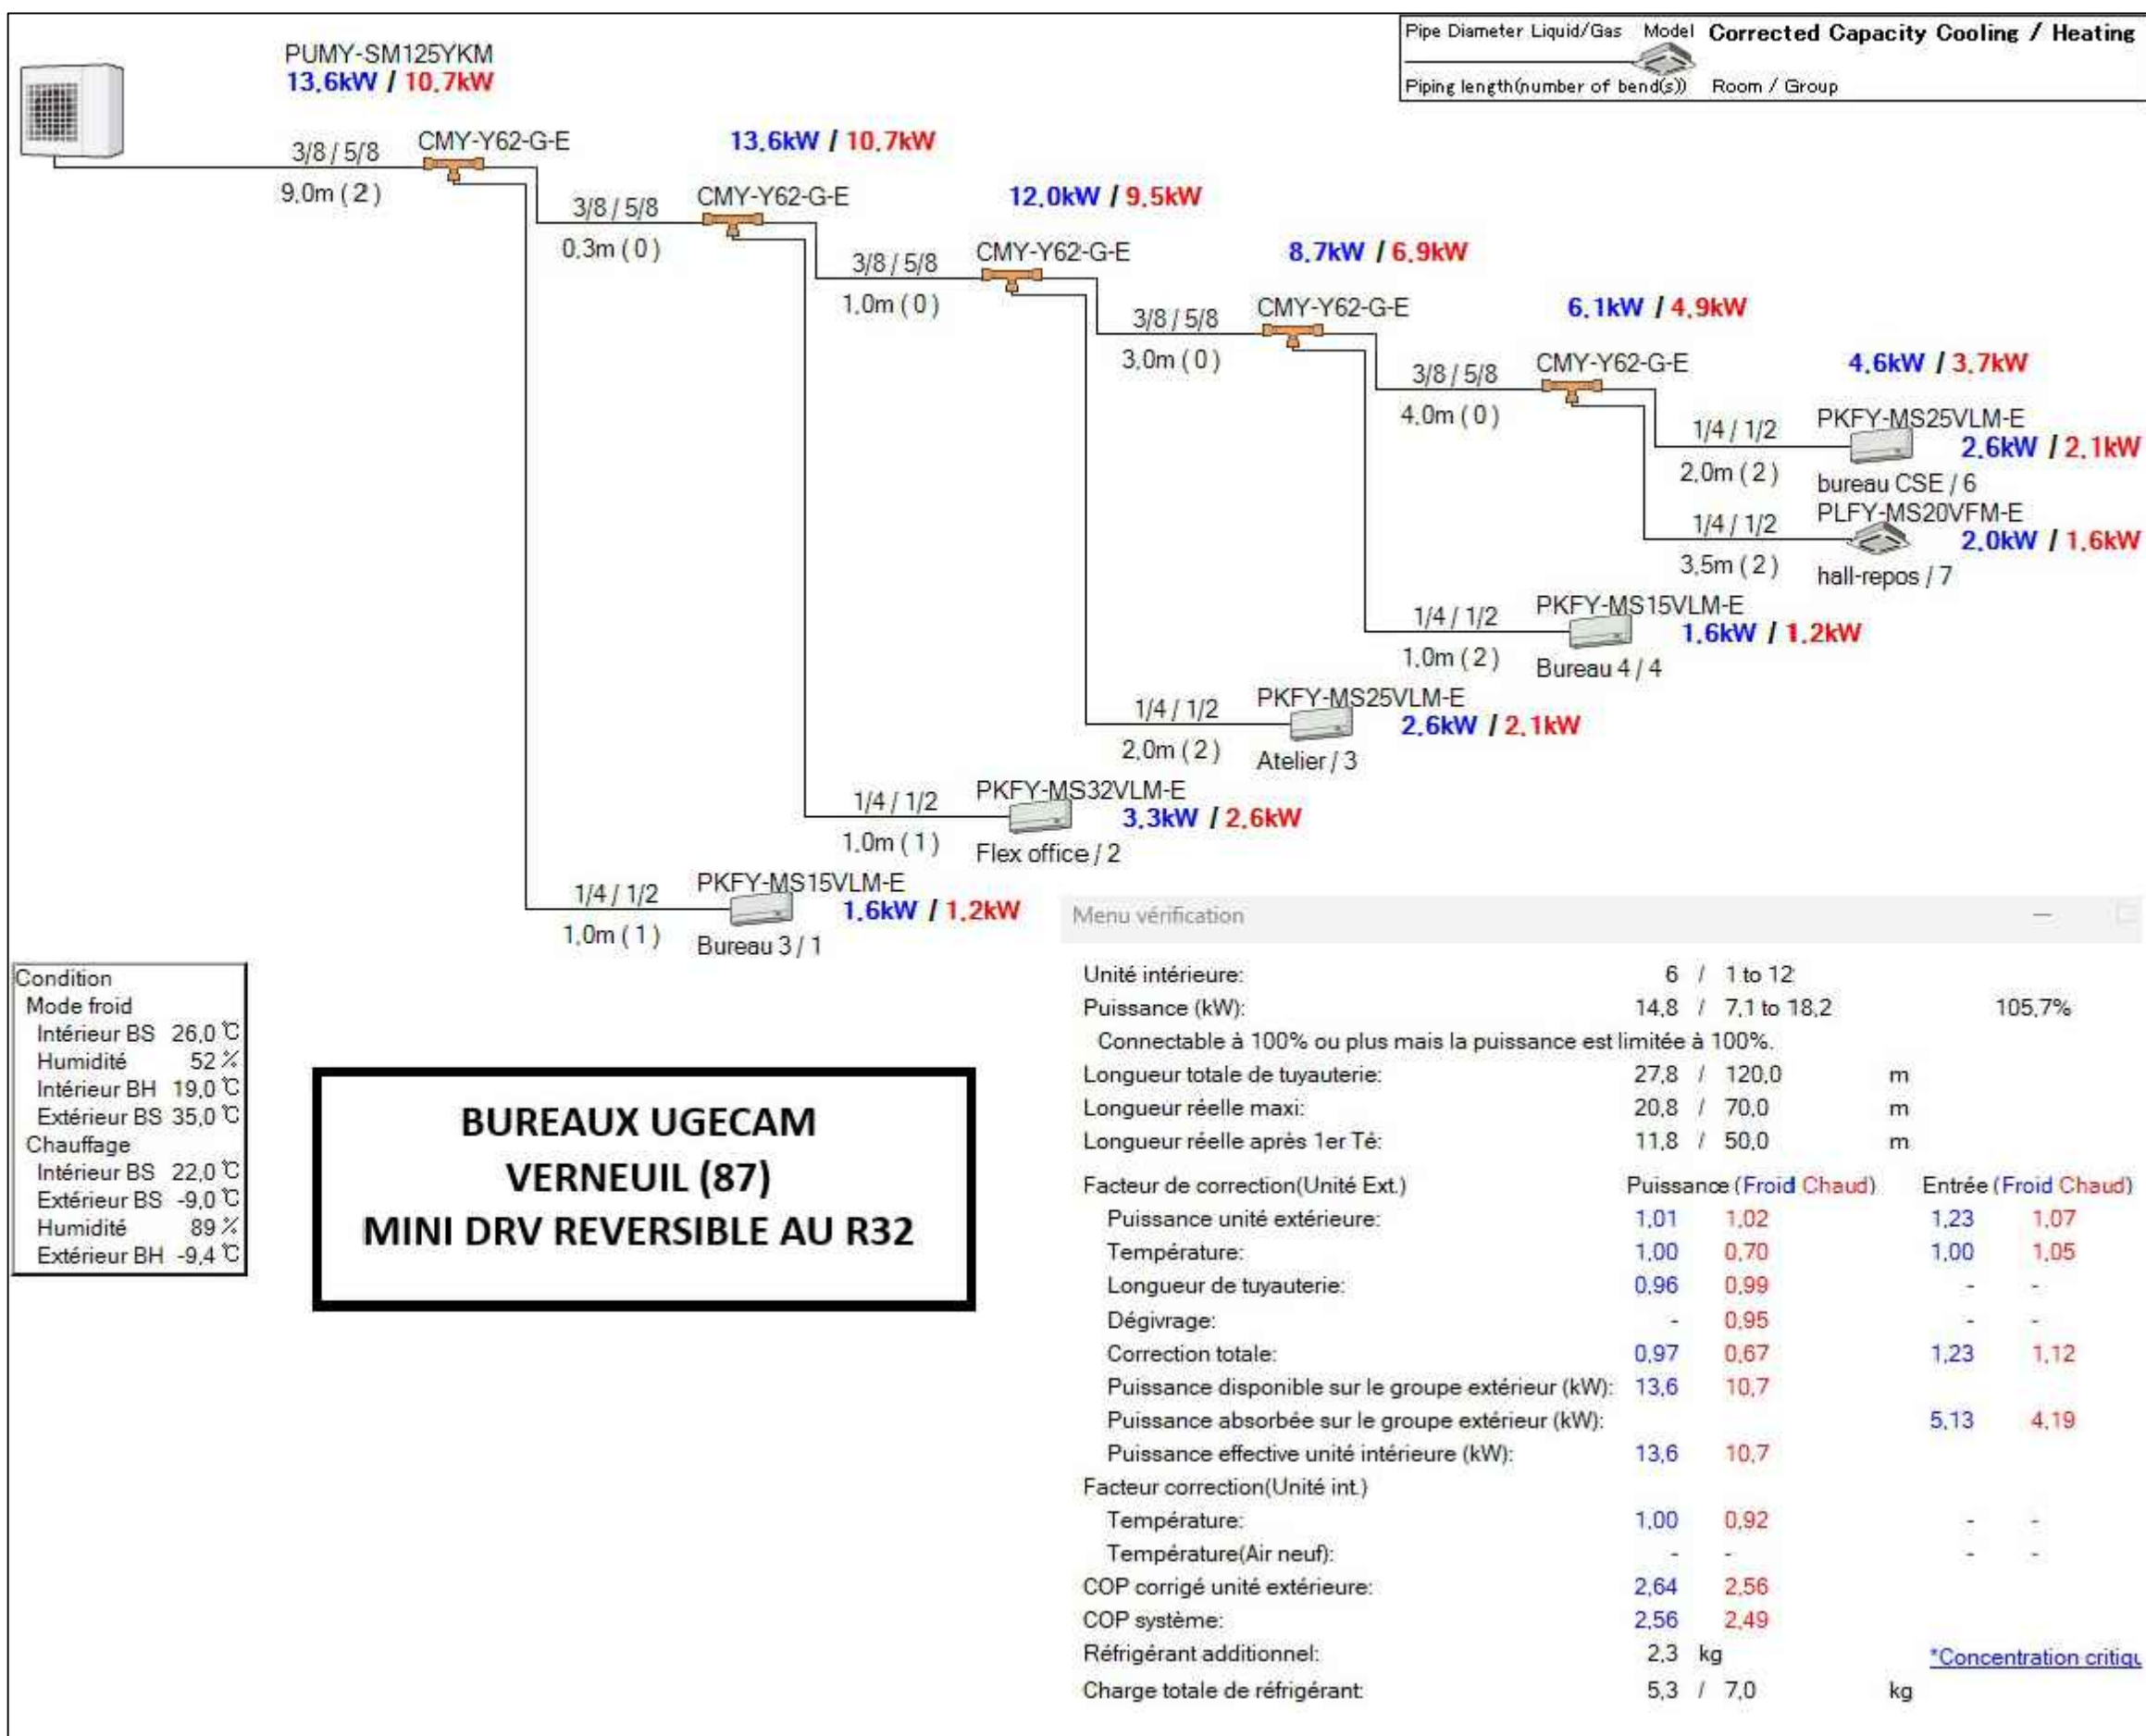 Pipe Diameter Liquid/Gas Model Corrected Capacity Cooling / Heating
Piping length(number of bend(s)) Room / Group
PUMY-SM125YKM
13,6kW / 10,7kW
3/8 / 5/8
9,0m ( 2 )
CMY-Y62-G-E
13,6kW / 10,7kW
3/8 / 5/8
0,3m ( 0 )
CMY-Y62-G-E
12,0kW / 9,5kW
3/8 / 5/8
1,0m ( 0 )
CMY-Y62-G-E
8,7kW / 6,9kW
3/8 / 5/8
3,0m ( 0 )
CMY-Y62-G-E
6,1kW / 4,9kW
3/8 / 5/8
4,0m ( 0 )
CMY-Y62-G-E
4,6kW / 3,7kW
1/4 / 1/2
2,0m ( 2 )
PKFY-MS25VLM-E
2,6kW / 2,1kW
bureau CSE / 6
1/4 / 1/2
3,5m ( 2 )
PLFY-MS20VFM-E
2,0kW / 1,6kW
hall-repos / 7
1/4 / 1/2
1,0m ( 2 )
PKFY-MS15VLM-E
1,6kW / 1,2kW
Bureau 4 / 4
1/4 / 1/2
2,0m ( 2 )
PKFY-MS25VLM-E
2,6kW / 2,1kW
Atelier / 3
1/4 / 1/2
1,0m ( 1 )
PKFY-MS32VLM-E
3,3kW / 2,6kW
Flex office / 2
1/4 / 1/2
1,0m ( 1 )
PKFY-MS15VLM-E
1,6kW / 1,2kW
Bureau 3 / 1
Condition
Mode froid
Intérieur BS 26,0 ℃
Humidité 52 %
Intérieur BH 19,0 ℃
Extérieur BS 35,0 ℃
Chauffage
Intérieur BS 22,0 ℃
Extérieur BS -9,0 ℃
Humidité 89 %
Extérieur BH -9,4 ℃
BUREAUX UGECAM
VERNEUIL (87)
MINI DRV REVERSIBLE AU R32
Menu vérification
Unité intérieure: 6 / 1 to 12
Puissance (kW): 14,8 / 7,1 to 18,2 105,7%
Connectable à 100% ou plus mais la puissance est limitée à 100%.
Longueur totale de tuyauterie: 27,8 / 120,0 m
Longueur réelle maxi: 20,8 / 70,0 m
Longueur réelle après 1er Té: 11,8 / 50,0 m
Facteur de correction(Unité Ext.) Puissance (Froid Chaud) Entrée (Froid Chaud)
Puissance unité extérieure: 1,01 1,02 1,23 1,07
Température: 1,00 0,70 1,00 1,05
Longueur de tuyauterie: 0,96 0,99 - -
Dégivrage: - 0,95 - -
Correction totale: 0,97 0,67 1,23 1,12
Puissance disponible sur le groupe extérieur (kW): 13,6 10,7
Puissance absorbée sur le groupe extérieur (kW): 5,13 4,19
Puissance effective unité intérieure (kW): 13,6 10,7
Facteur correction(Unité int.)
Température: 1,00 0,92 - -
Température(Air neuf): - - - -
COP corrigé unité extérieure: 2,64 2,56
COP système: 2,56 2,49
Réfrigérant additionnel: 2,3 kg *Concentration critiqu
Charge totale de réfrigérant: 5,3 / 7,0 kg